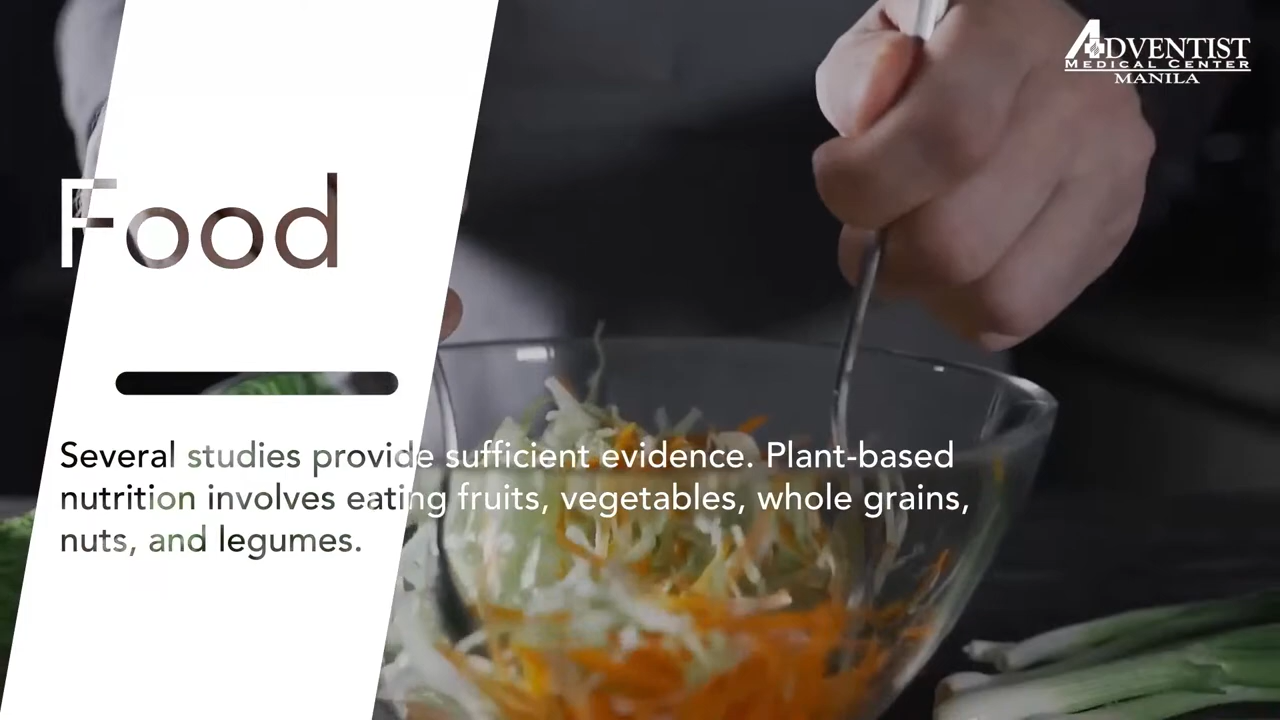 ADVENTIST
MEDICAL CENTER
MANILA
Food
Several studies provide sufficient evidence. Plant-based
nutrition involves eating fruits, vegetables, whole grains,
nuts, and legumes.